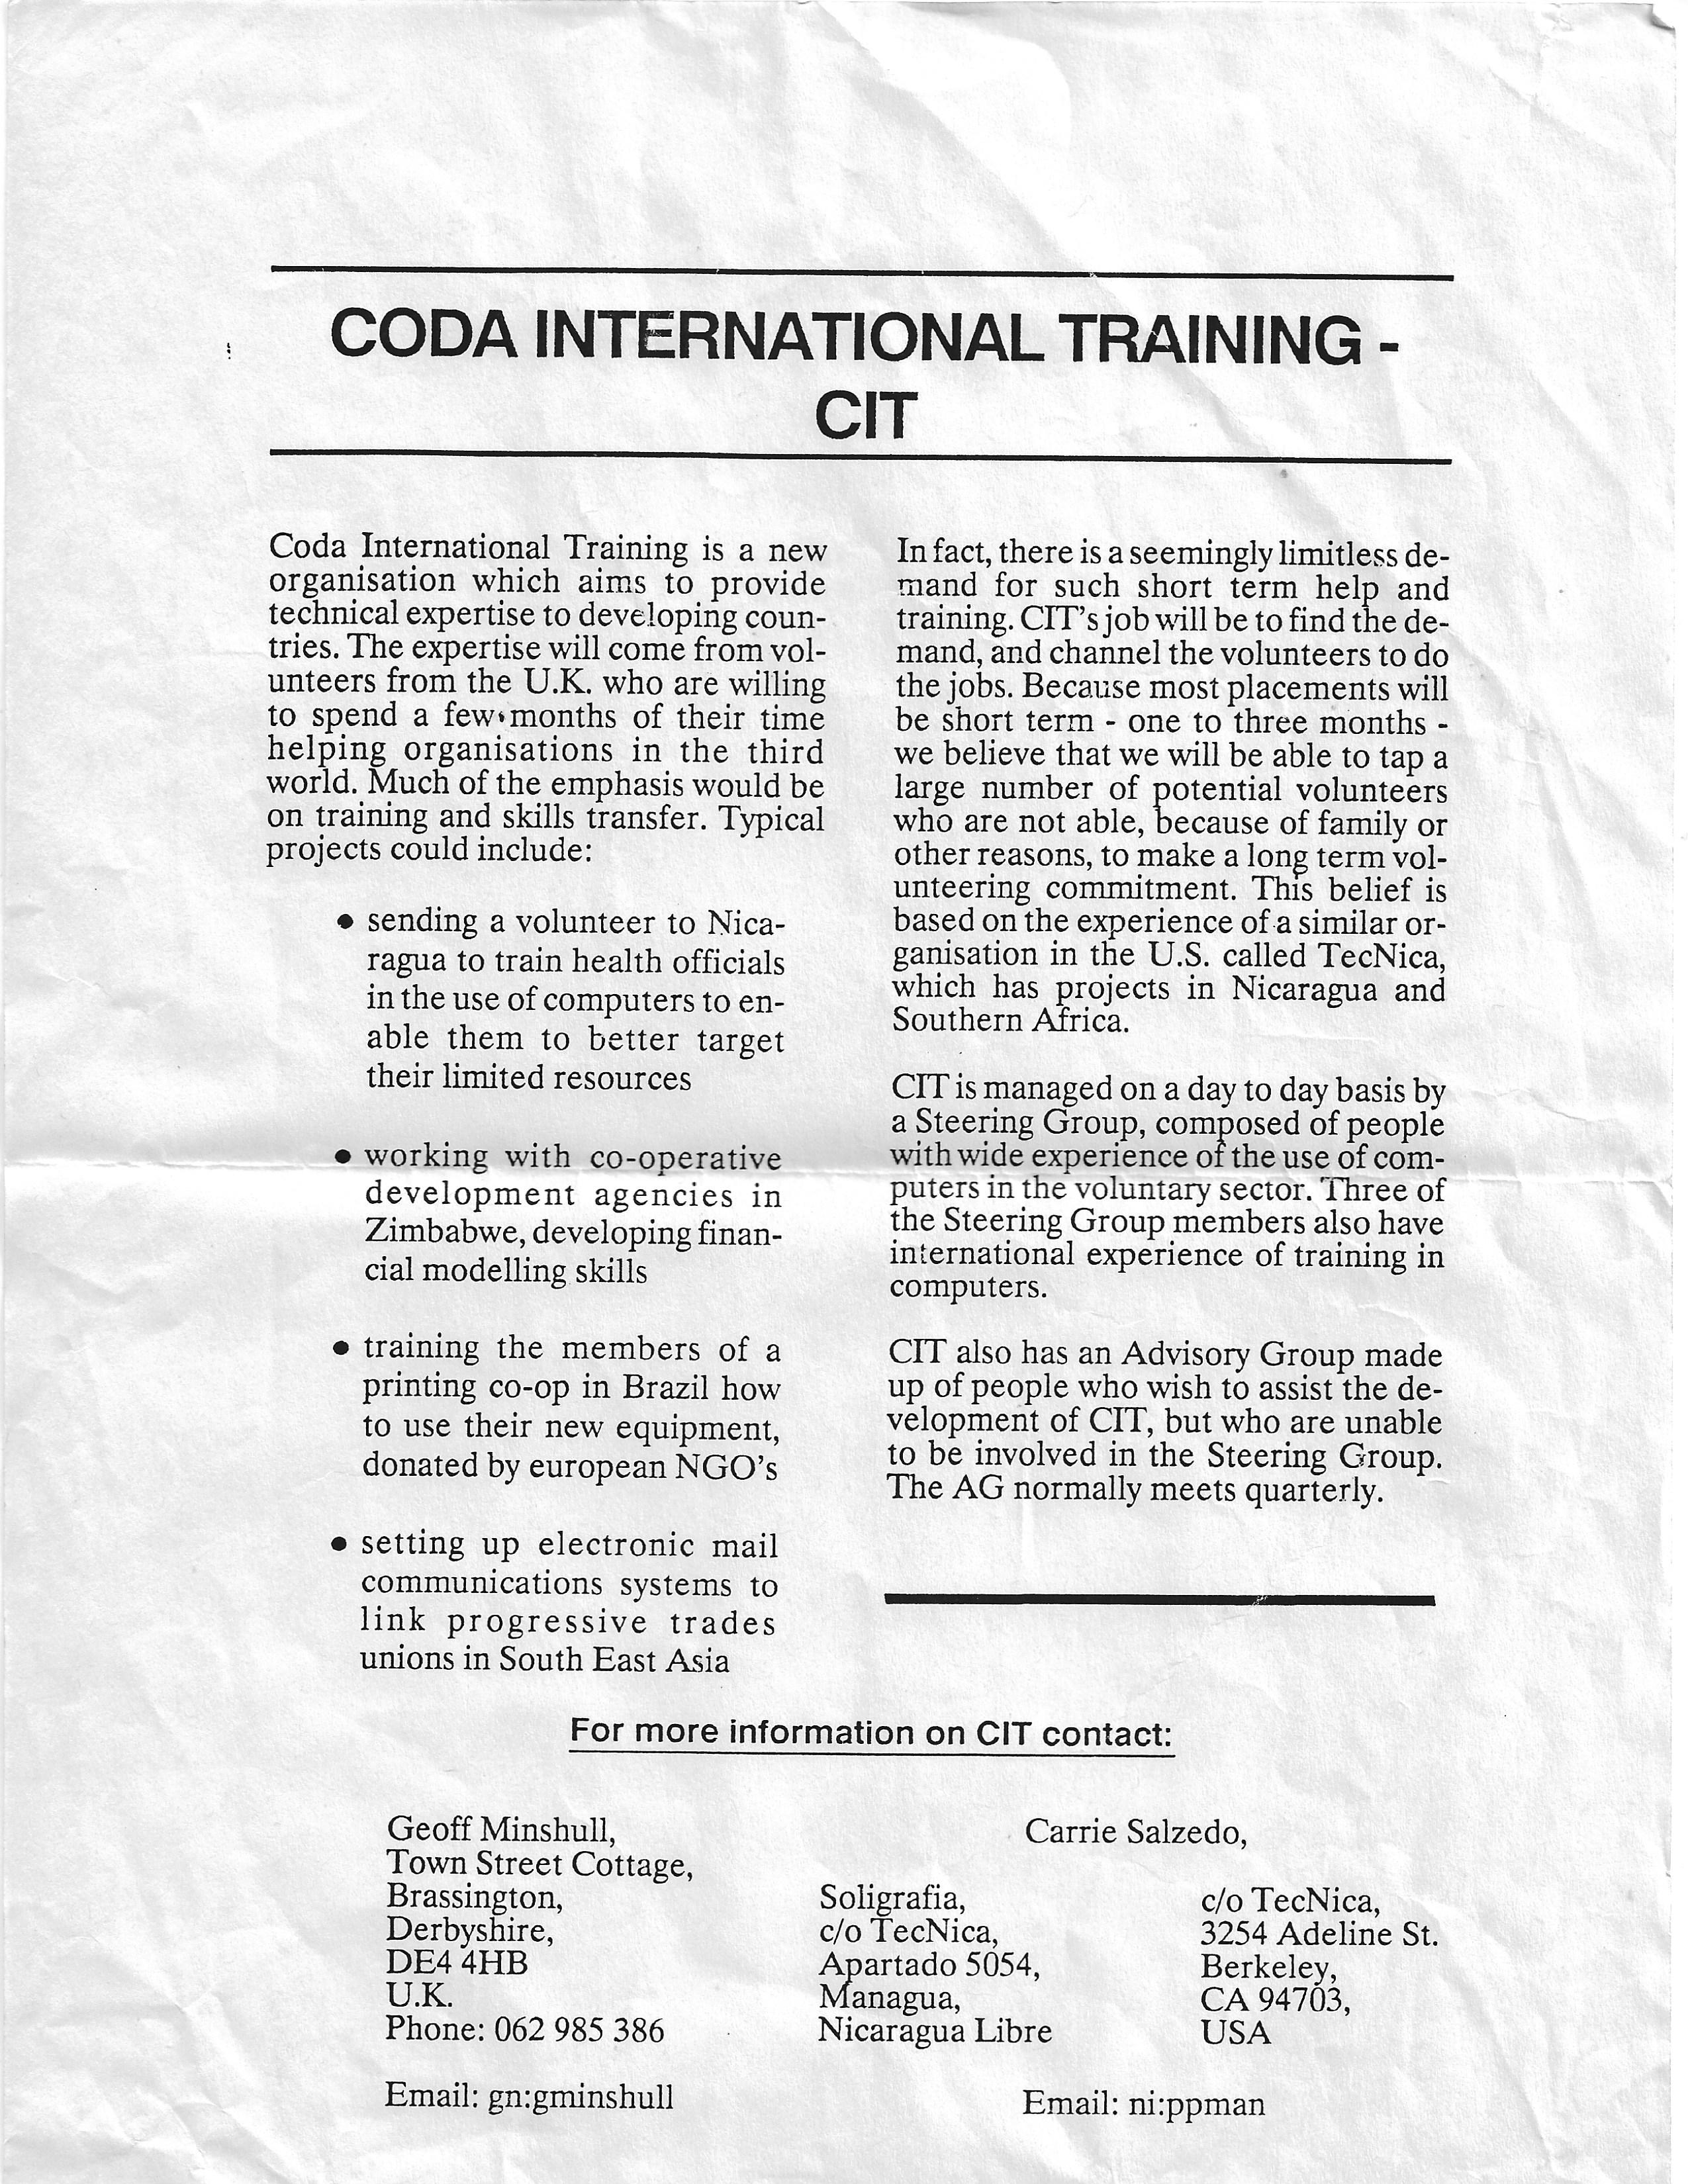 CODA INTERNATIONAL TRAINING -
CIT
Coda International Training is a new
organisation which aims to provide
technical expertise to developing coun-
tries. The expertise will come from vol-
unteers from the U.K. who are willing
to spend a few months of their time
helping organisations in the third
world. Much of the emphasis would be
on training and skills transfer. Typical
projects could include:
• sending a volunteer to Nica-
ragua to train health officials
in the use of computers to en-
able them to better target
their limited resources
• working with co-operative
development agencies in
Zimbabwe, developing finan-
cial modelling skills
• training the members of a
printing co-op in Brazil how
to use their new equipment,
donated by european NGO's
• setting up electronic mail
communications systems to
link progressive trades
unions in South East Asia
In fact, there is a seemingly limitless de-
mand for such short term help and
training. CIT's job will be to find the de-
mand, and channel the volunteers to do
the jobs. Because most placements will
be short term - one to three months -
we believe that we will be able to tap a
large number of potential volunteers
who are not able, because of family or
other reasons, to make a long term vol-
unteering commitment. This belief is
based on the experience of a similar or-
ganisation in the U.S. called TecNica,
which has projects in Nicaragua and
Southern Africa.
CIT is managed on a day to day basis by
a Steering Group, composed of people
with wide experience of the use of com-
puters in the voluntary sector. Three of
the Steering Group members also have
international experience of training in
computers.
CIT also has an Advisory Group made
up of people who wish to assist the de-
velopment of CIT, but who are unable
to be involved in the Steering Group.
The AG normally meets quarterly.
For more information on CIT contact:
Geoff Minshull,
Town Street Cottage,
Brassington,
Derbyshire,
DE4 4HB
U.K.
Phone: 062 985 386
Email: gn:gminshull
Carrie Salzedo,
Soligrafia,
c/o TecNica,
Apartado 5054,
Managua,
Nicaragua Libre
c/o TecNica,
3254 Adeline St.
Berkeley,
CA 94703,
USA
Email: ni:ppman